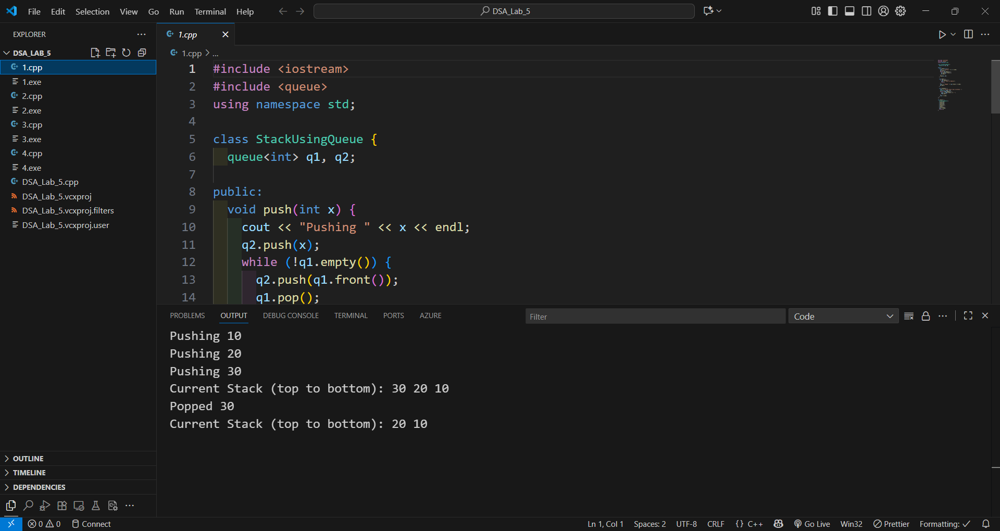 File Edit Selection View Go Run Terminal Help
DSA_Lab_5
EXPLORER
DSA_LAB_5
1.cpp
1.exe
2.cpp
2.exe
3.cpp
3.exe
4.cpp
4.exe
DSA_Lab_5.cpp
DSA_Lab_5.vcxproj
DSA_Lab_5.vcxproj.filters
DSA_Lab_5.vcxproj.user
OUTLINE
TIMELINE
DEPENDENCIES
1.cpp
1.cpp > ...
1 #include <iostream>
2 #include <queue>
3 using namespace std;
4
5 class StackUsingQueue {
6 queue<int> q1, q2;
7
8 public:
9 void push(int x) {
10 cout << "Pushing " << x << endl;
11 q2.push(x);
12 while (!q1.empty()) {
13 q2.push(q1.front());
14 q1.pop();
PROBLEMS OUTPUT DEBUG CONSOLE TERMINAL PORTS AZURE
Filter
Code
Pushing 10
Pushing 20
Pushing 30
Current Stack (top to bottom): 30 20 10
Popped 30
Current Stack (top to bottom): 20 10
0 0 Connect
Ln 1, Col 1 Spaces: 2 UTF-8 CRLF {} C++ Go Live Win32 Prettier Formatting: ✓